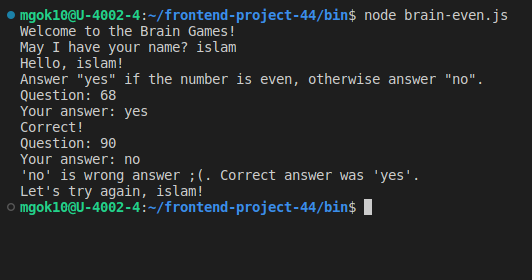 mgok10@U-4002-4:~/frontend-project-44/bin$ node brain-even.js
Welcome to the Brain Games!
May I have your name? islam
Hello, islam!
Answer "yes" if the number is even, otherwise answer "no".
Question: 68
Your answer: yes
Correct!
Question: 90
Your answer: no
'no' is wrong answer ;(. Correct answer was 'yes'.
Let's try again, islam!
mgok10@U-4002-4:~/frontend-project-44/bin$